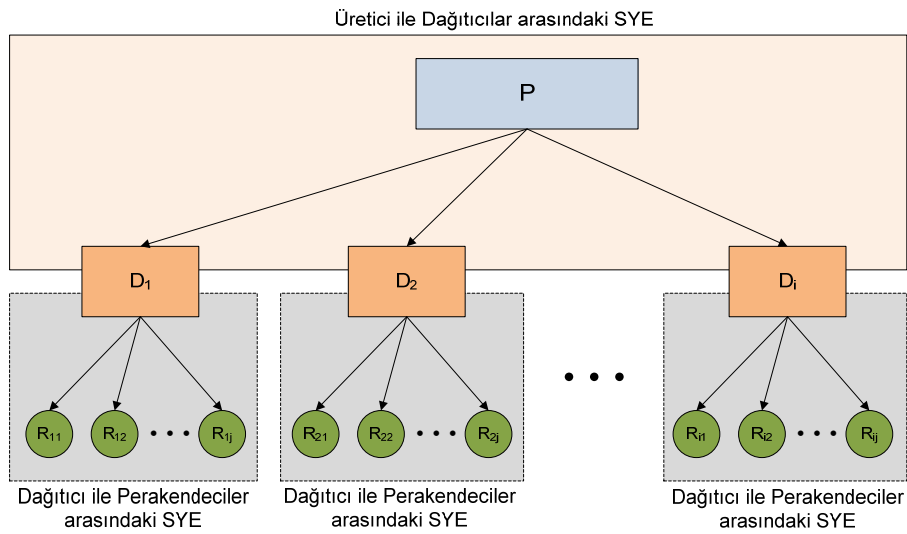 Üretici ile Dağıtıcılar arasındaki SYE
P
D₁
D₂
Dᵢ
R₁₁
R₁₂
R₁ⱼ
R₂₁
R₂₂
R₂ⱼ
Rᵢ₁
Rᵢ₂
Rᵢⱼ
Dağıtıcı ile Perakendeciler
arasındaki SYE
Dağıtıcı ile Perakendeciler
arasındaki SYE
Dağıtıcı ile Perakendeciler
arasındaki SYE